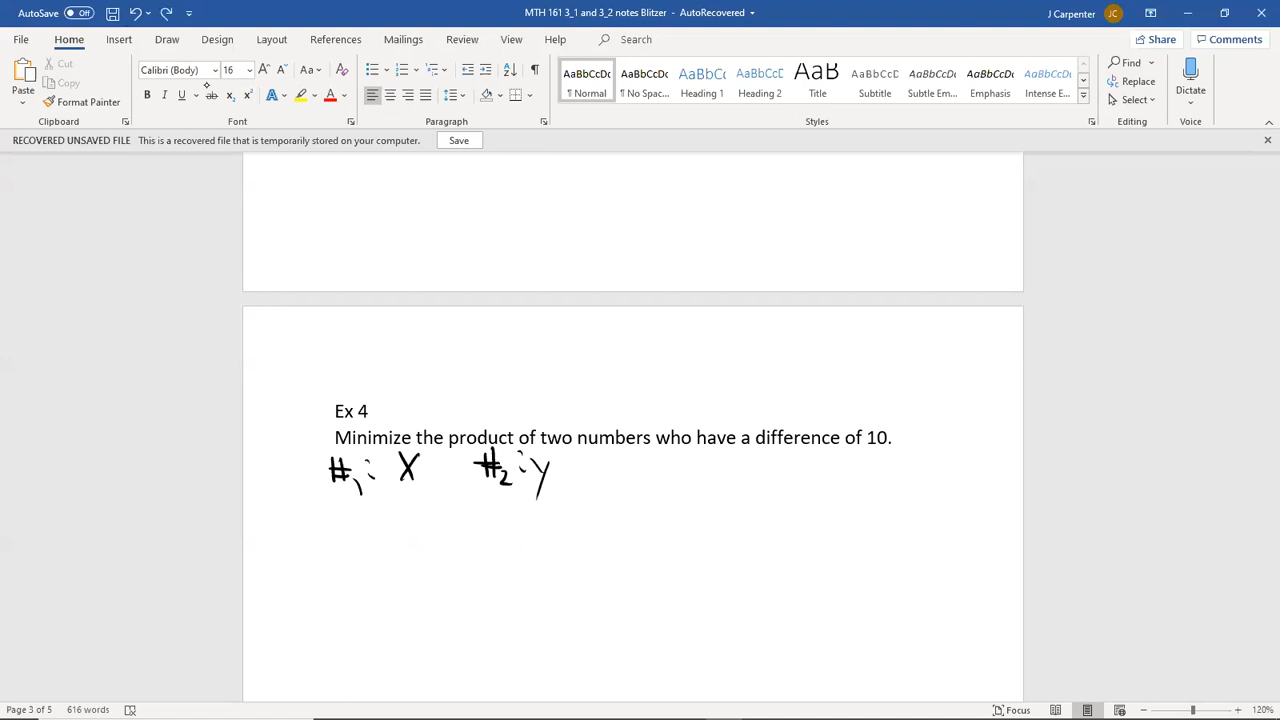 AutoSave Off MTH 161 3_1 and 3_2 notes Blitzer - AutoRecovered J Carpenter JC
File Home Insert Draw Design Layout References Mailings Review View Help Search Share Comments
Paste Cut Copy Format Painter
Calibri (Body) 16 Aa
B I U ab x₂ x² A A
AaBbCcDc AaBbCcDc AaBbC AaBbCcD AaB AaBbCcD AaBbCcDc AaBbCcDc AaBbCcDc
¶ Normal ¶ No Spac... Heading 1 Heading 2 Title Subtitle Subtle Em... Emphasis Intense E...
Find Replace Select Dictate
Clipboard Font Paragraph Styles Editing Voice
RECOVERED UNSAVED FILE This is a recovered file that is temporarily stored on your computer. Save
Ex 4
Minimize the product of two numbers who have a difference of 10.
#₁: X #₂: y
Page 3 of 5 616 words Focus 120%